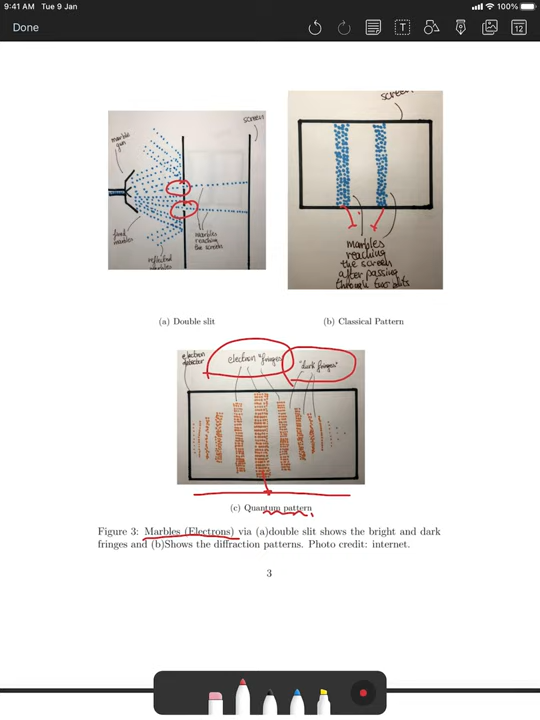 9:41 AM Tue 9 Jan
100%
Done
T
12
marble
gun
screen
fired
marbles
reflected
marbles
marbles
reaching
the screen
screen
marbles
reaching
the screen
after passing
through two slits
(a) Double slit
(b) Classical Pattern
electron
detector
electron "fringes"
"dark fringes"
(c) Quantum pattern
Figure 3: Marbles (Electrons) via (a)double slit shows the bright and dark
fringes and (b)Shows the diffraction patterns. Photo credit: internet.
3